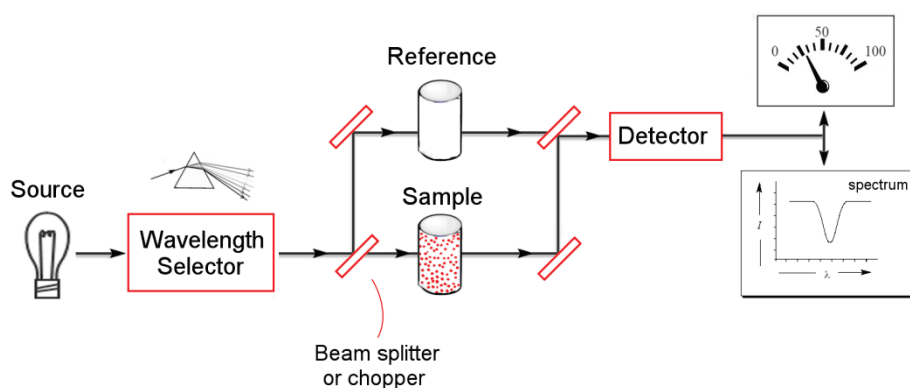 Source
Wavelength
Selector
Reference
Sample
Beam splitter
or chopper
Detector
0
50
100
spectrum
I
λ